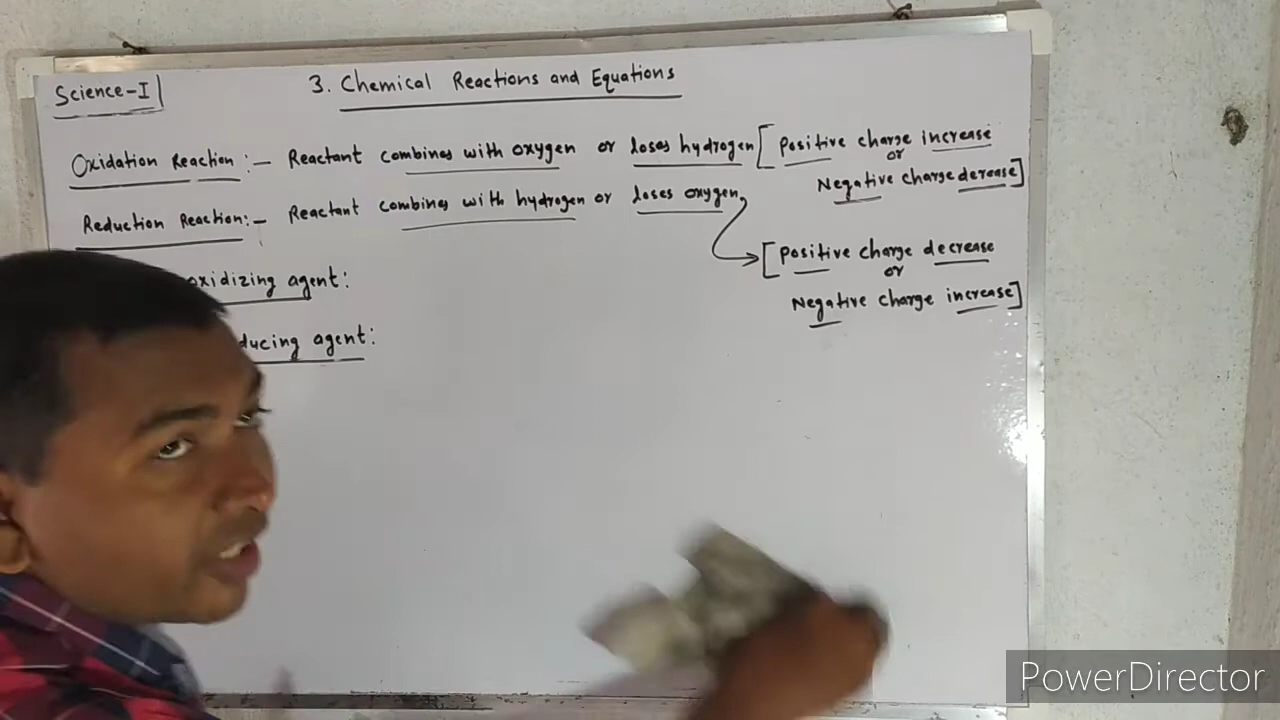 Science-I
3. Chemical Reactions and Equations
Oxidation Reaction:- Reactant combines with oxygen or loses hydrogen [Positive charge increase
or
Negative charge derease]
Reduction Reaction:- Reactant combines with hydrogen or loses oxygen
[Positive charge decrease
or
Negative charge increase]
oxidizing agent:
ducing agent:
PowerDirector